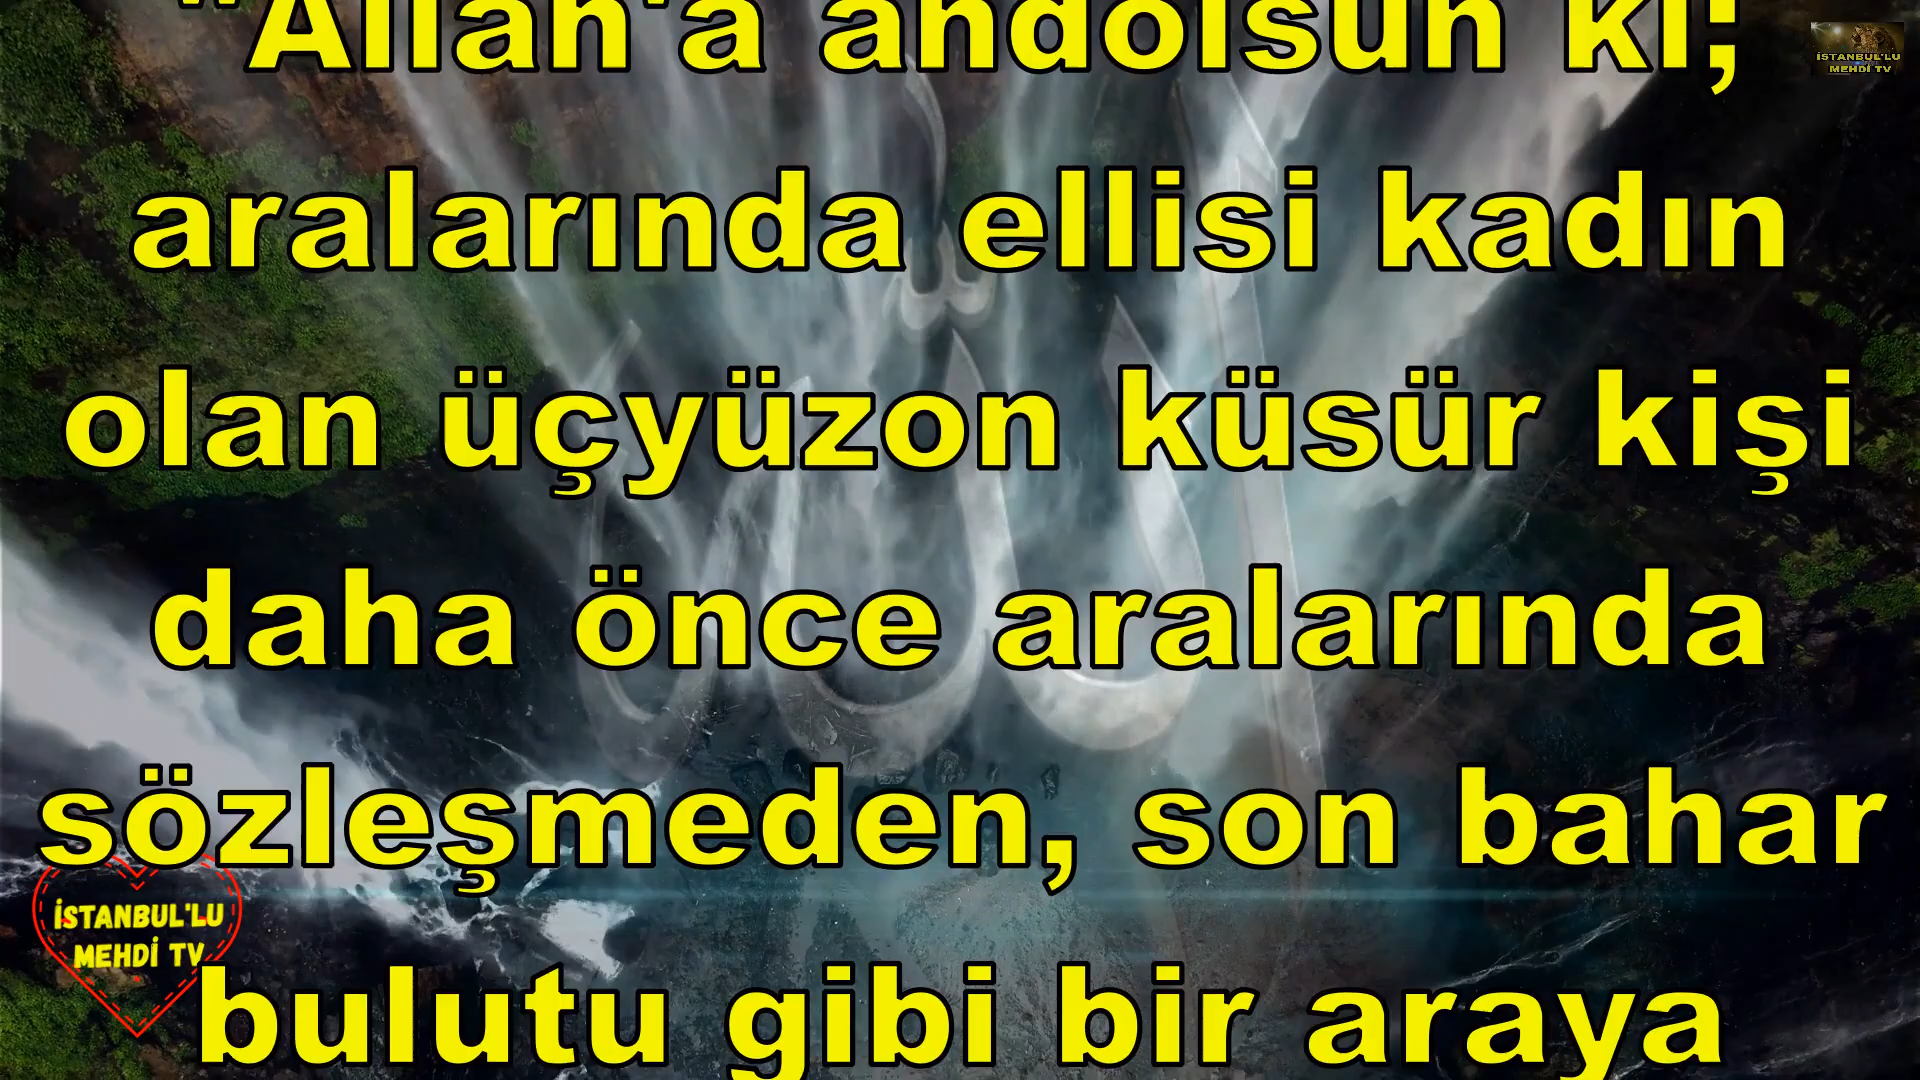 "Allah'a andolsun ki;
İSTANBUL'LU
MEHDİ TV
aralarında ellisi kadın
olan üçyüzon küsür kişi
daha önce aralarında
sözleşmeden, son bahar
İSTANBUL'LU
MEHDİ TV
bulutu gibi bir araya